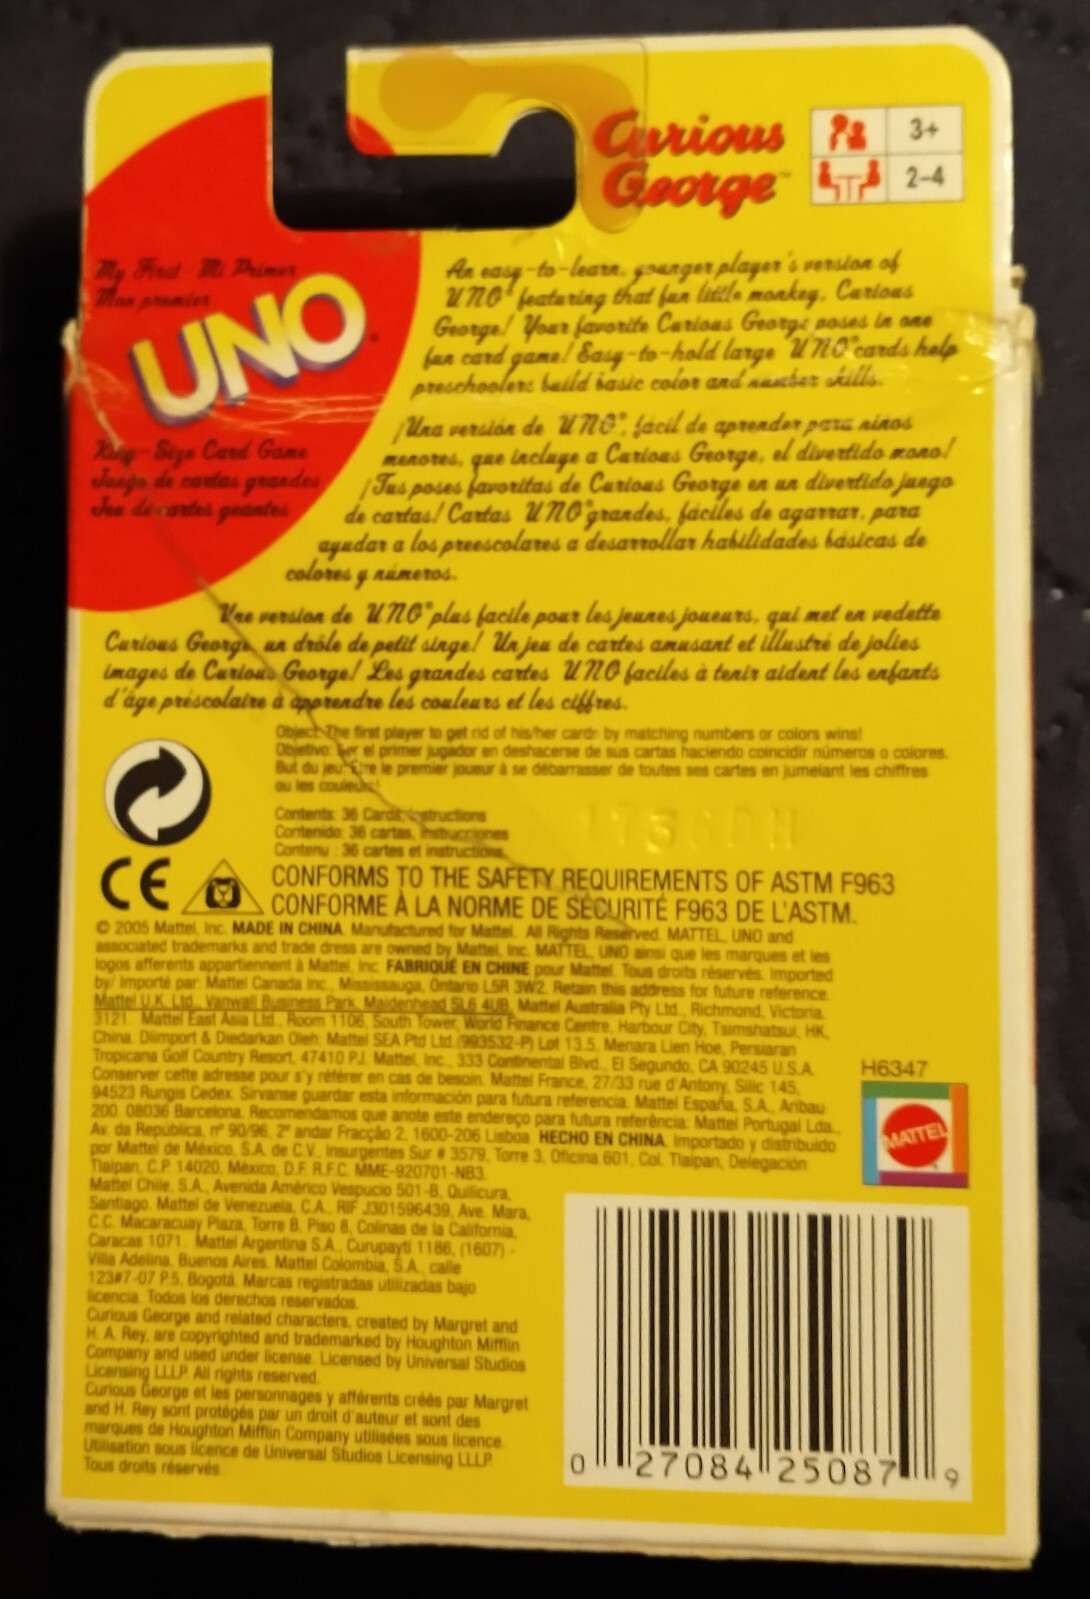 Curious
George™
3+
2-4
My First Mi Primer
Mon premier
UNO
King-Size Card Game
Juego de cartas grandes
Jeu de cartes géantes
An easy-to-learn, younger player's version of
UNO® featuring that fun little monkey, Curious
George! Your favorite Curious George poses in one
fun card game! Easy-to-hold large UNO® cards help
preschoolers build basic color and number skills.
¡Una versión de UNO®, fácil de aprender para niños
menores, que incluye a Curious George, el divertido mono!
¡Tus poses favoritas de Curious George en un divertido juego
de cartas! Cartas UNO® grandes, fáciles de agarrar, para
ayudar a los preescolares a desarrollar habilidades básicas de
colores y números.
Une version de UNO® plus facile pour les jeunes joueurs, qui met en vedette
Curious George, un drôle de petit singe! Un jeu de cartes amusant et illustré de jolies
images de Curious George! Les grandes cartes UNO faciles à tenir aident les enfants
d'âge préscolaire à apprendre les couleurs et les ciffres.
Object: The first player to get rid of his/her cards by matching numbers or colors wins!
Objetivo: Ser el primer jugador en deshacerse de sus cartas haciendo coincidir números o colores.
But du jeu: Être le premier joueur à se débarrasser de toutes ses cartes en jumelant les chiffres
ou les couleurs!
Contents: 36 Cards, Instructions
Contenido: 36 cartas, Instrucciones
Contenu : 36 cartes et instructions
CE
CONFORMS TO THE SAFETY REQUIREMENTS OF ASTM F963
CONFORME À LA NORME DE SÉCURITÉ F963 DE L'ASTM.
© 2005 Mattel, Inc. MADE IN CHINA. Manufactured for Mattel. All Rights Reserved. MATTEL, UNO and
associated trademarks and trade dress are owned by Mattel, Inc. MATTEL, UNO ainsi que les marques et les
logos afferents appartiennent à Mattel, Inc. FABRIQUÉ EN CHINE pour Mattel. Tous droits réservés. Imported
by/ Importé par: Mattel Canada Inc., Mississauga, Ontario L5R 3W2. Retain this address for future reference.
Mattel U.K. Ltd., Vanwall Business Park, Maidenhead SL6 4UB. Mattel Australia Pty Ltd., Richmond, Victoria.
3121. Mattel East Asia Ltd., Room 1106, South Tower, World Finance Centre, Harbour City, Tsimshatsui, HK,
China. Diimport & Diedarkan Oleh: Mattel SEA Ptd Ltd.(993532-P) Lot 13.5, Menara Lien Hoe, Persiaran
Tropicana Golf Country Resort, 47410 PJ. Mattel, Inc., 333 Continental Blvd., El Segundo, CA 90245 U.S.A.
Conserver cette adresse pour s'y référer en cas de besoin. Mattel France, 27/33 rue d'Antony, Silic 145,
94523 Rungis Cedex. Sírvanse guardar esta información para futura referencia. Mattel España, S.A., Aribau
200. 08036 Barcelona. Recomendamos que anote este endereço para futura referência: Mattel Portugal Lda.,
Av. da República, nº 90/96, 2º andar Fracção 2, 1600-206 Lisboa. HECHO EN CHINA. Importado y distribuido
por Mattel de México, S.A. de C.V., Insurgentes Sur # 3579, Torre 3, Oficina 601, Col. Tlalpan, Delegación
Tlalpan, C.P. 14020, México, D.F. R.F.C. MME-920701-NB3.
Mattel Chile, S.A., Avenida Américo Vespucio 501-B, Quilicura,
Santiago. Mattel de Venezuela, C.A., RIF J301596439, Ave. Mara,
C.C. Macaracuay Plaza, Torre B, Piso 8, Colinas de la California,
Caracas 1071. Mattel Argentina S.A., Curupaytí 1186, (1607) -
Villa Adelina, Buenos Aires. Mattel Colombia, S.A., calle
123#7-07 P.5, Bogotá. Marcas registradas utilizadas bajo
licencia. Todos los derechos reservados.
Curious George and related characters, created by Margret and
H. A. Rey, are copyrighted and trademarked by Houghton Mifflin
Company and used under license. Licensed by Universal Studios
Licensing LLLP. All rights reserved.
Curious George et les personnages y afférents créés par Margret
and H. Rey sont protégés par un droit d'auteur et sont des
marques de Houghton Mifflin Company utilisées sous licence.
Utilisation sous licence de Universal Studios Licensing LLLP.
Tous droits réservés.
H6347
MATTEL
0 27084 25087 9